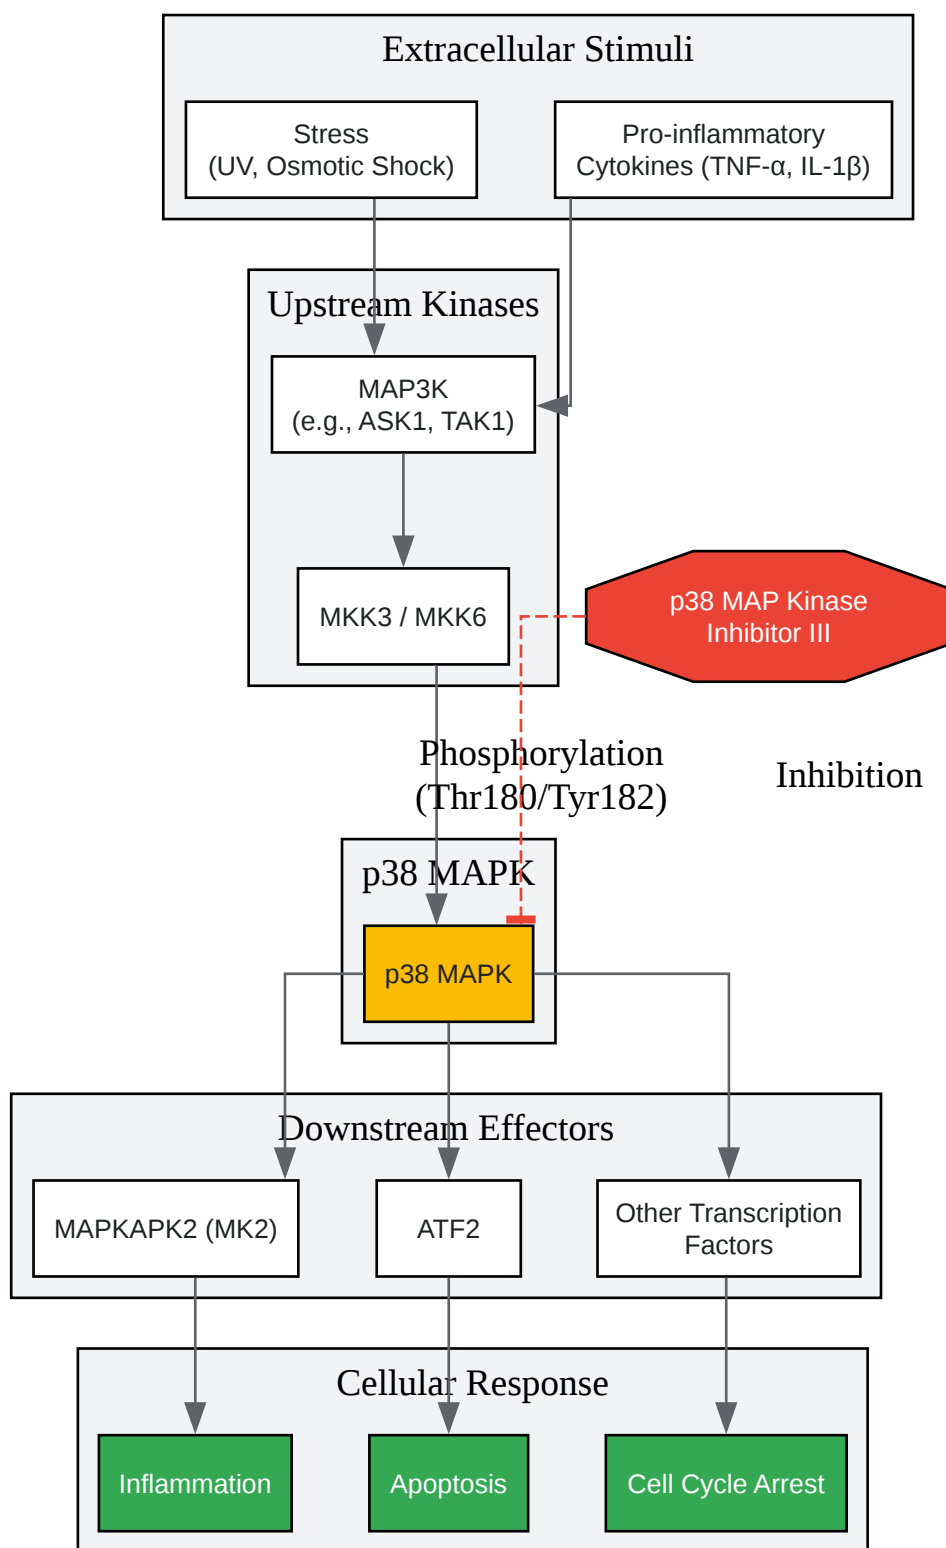 Extracellular Stimuli
Stress
(UV, Osmotic Shock)
Pro-inflammatory
Cytokines (TNF-α, IL-1β)
Upstream Kinases
MAP3K
(e.g., ASK1, TAK1)
MKK3 / MKK6
p38 MAP Kinase
Inhibitor III
Phosphorylation
(Thr180/Tyr182)
Inhibition
p38 MAPK
p38 MAPK
Downstream Effectors
MAPKAPK2 (MK2)
ATF2
Other Transcription
Factors
Cellular Response
Inflammation
Apoptosis
Cell Cycle Arrest